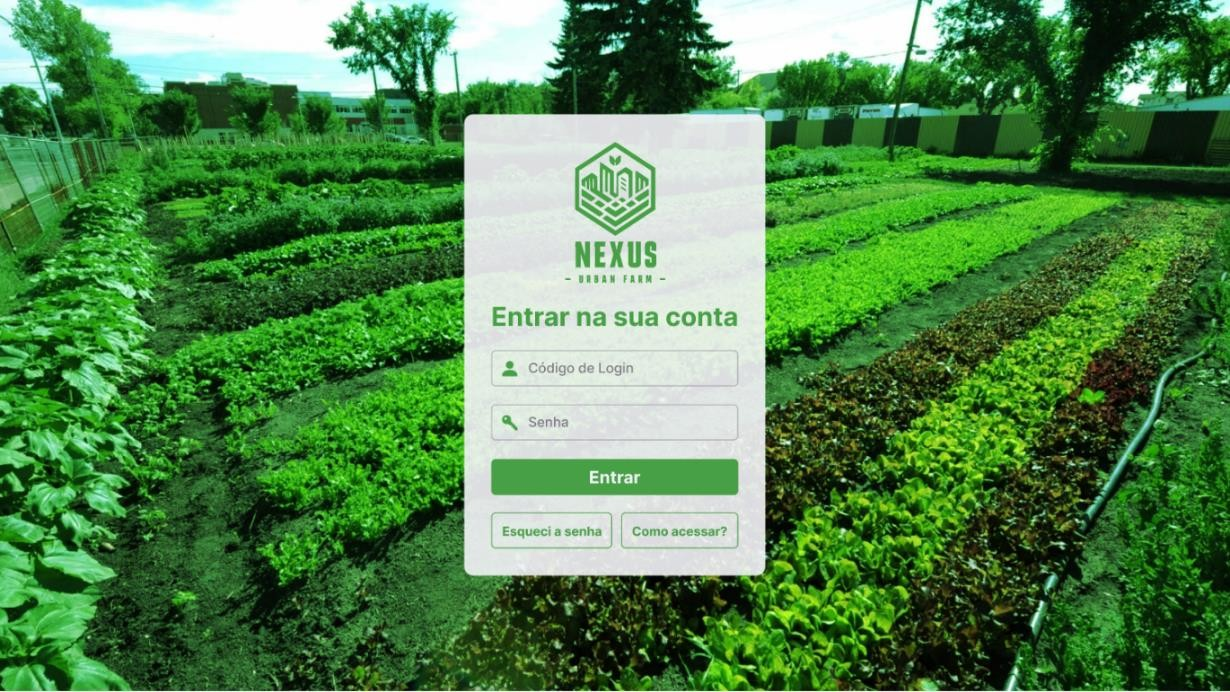 NEXUS
- URBAN FARM -
Entrar na sua conta
Código de Login
Senha
Entrar
Esqueci a senha
Como acessar?